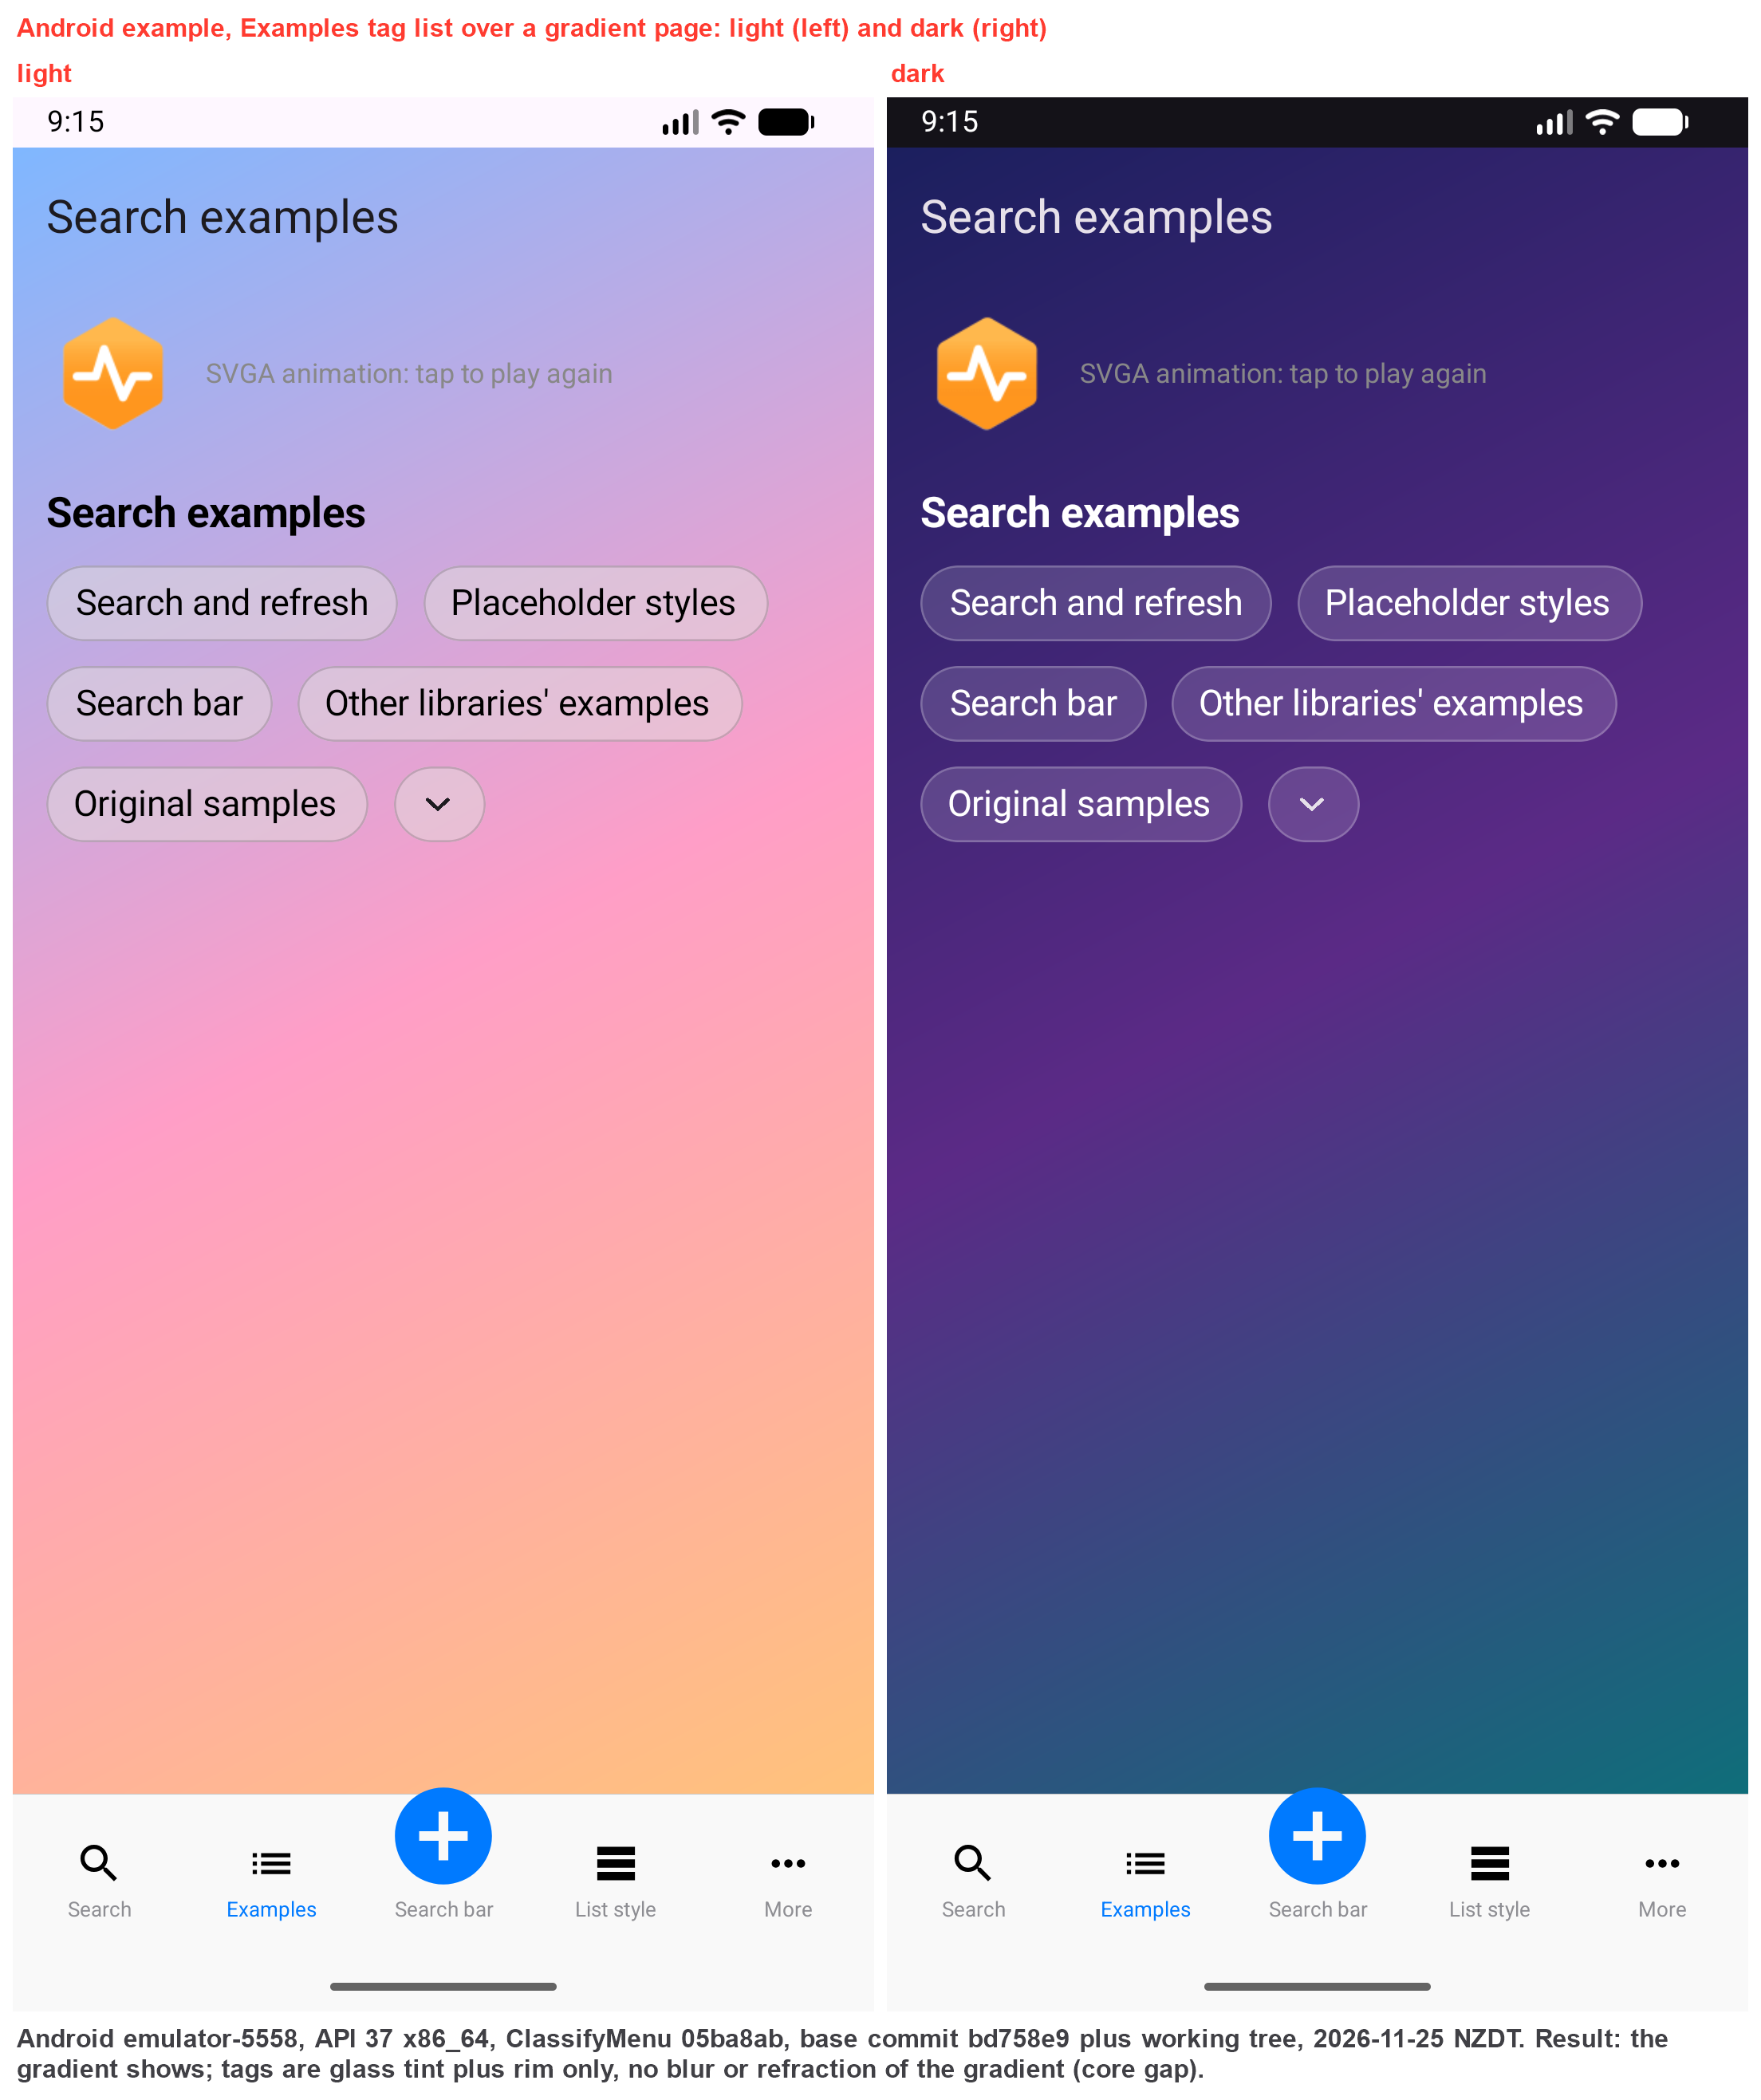 Android example, Examples tag list over a gradient page: light (left) and dark (right)
light
9:15
Search examples
SVGA animation: tap to play again
Search examples
Search and refresh
Placeholder styles
Search bar
Other libraries' examples
Original samples
Search
Examples
Search bar
List style
More
dark
9:15
Search examples
SVGA animation: tap to play again
Search examples
Search and refresh
Placeholder styles
Search bar
Other libraries' examples
Original samples
Search
Examples
Search bar
List style
More
Android emulator-5558, API 37 x86_64, ClassifyMenu 05ba8ab, base commit bd758e9 plus working tree, 2026-11-25 NZDT. Result: the
gradient shows; tags are glass tint plus rim only, no blur or refraction of the gradient (core gap).